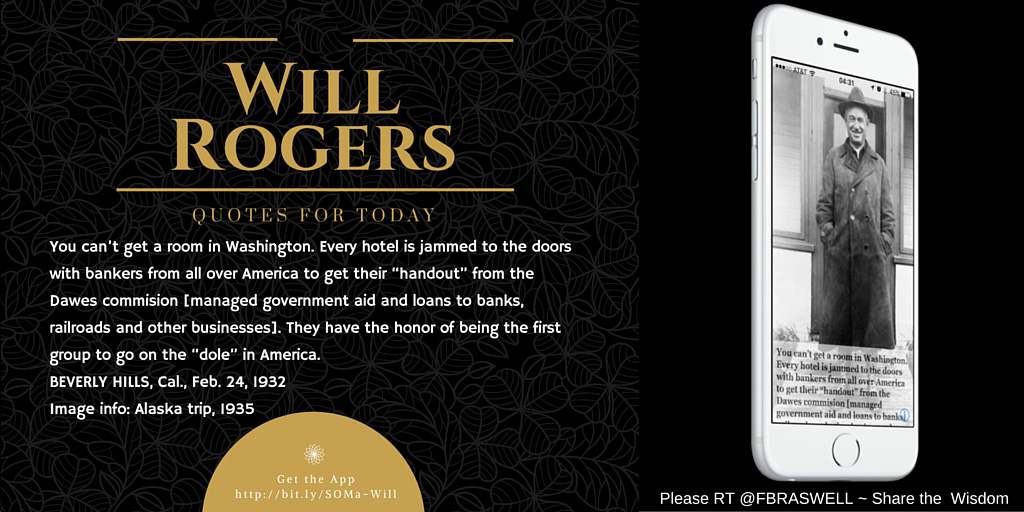 WILL
ROGERS
QUOTES FOR TODAY
You can't get a room in Washington. Every hotel is jammed to the doors
with bankers from all over America to get their "handout" from the
Dawes commision [managed government aid and loans to banks,
railroads and other businesses]. They have the honor of being the first
group to go on the "dole" in America.
BEVERLY HILLS, Cal., Feb. 24, 1932
Image info: Alaska trip, 1935
Get the App
http://bit.ly/SOMa-Will
AT&T 04:31
You can't get a room in Washington.
Every hotel is jammed to the doors
with bankers from all over America
to get their "handout" from the
Dawes commision [managed
government aid and loans to banks,
Please RT @FBRASWELL ~ Share the Wisdom